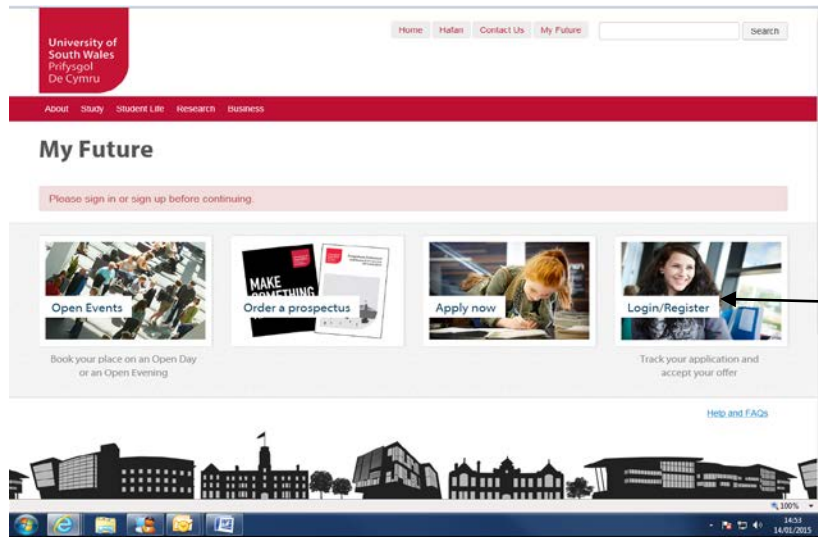 University of
South Wales
Prifysgol
De Cymru
Home Hafan Contact Us My Future Search
About Study Student Life Research Business
My Future
Please sign in or sign up before continuing.
MAKE
Open Events
Order a prospectus
Apply now
Login/Register
Book your place on an Open Day
or an Open Evening
Track your application and
accept your offer
Help and FAQs
100%
14:53
14/01/2015